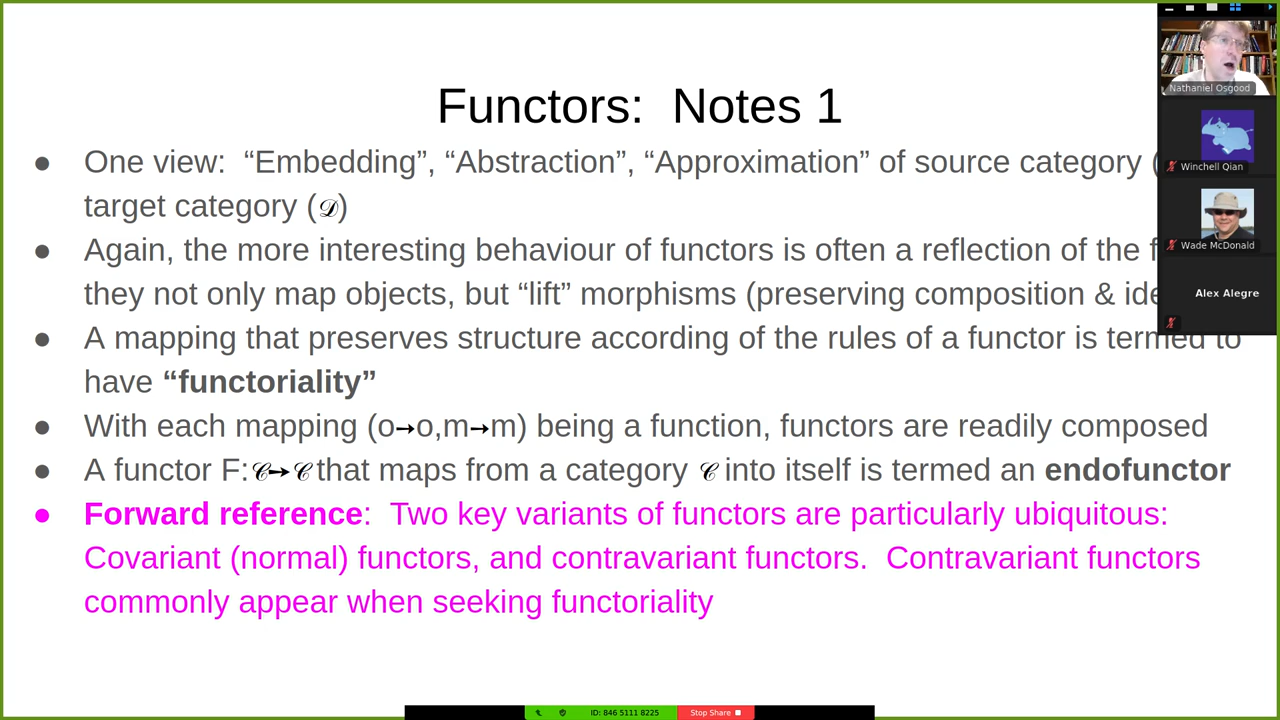 Functors: Notes 1
● One view: “Embedding”, “Abstraction”, “Approximation” of source category (
target category (𝒟)
● Again, the more interesting behaviour of functors is often a reflection of the
they not only map objects, but “lift” morphisms (preserving composition &
● A mapping that preserves structure according of the rules of a functor is termed to
have “functoriality”
● With each mapping (o→o,m→m) being a function, functors are readily composed
● A functor F:𝒞→𝒞 that maps from a category 𝒞 into itself is termed an endofunctor
● Forward reference: Two key variants of functors are particularly ubiquitous:
Covariant (normal) functors, and contravariant functors. Contravariant functors
commonly appear when seeking functoriality
Nathaniel Osgood
Winchell Qian
Wade McDonald
Alex Alegre
ID: 846 5111 8225
Stop Share